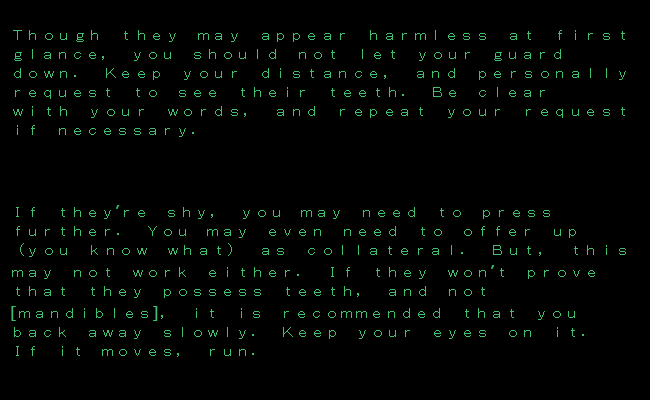 Though they may appear harmless at first
glance, you should not let your guard
down. Keep your distance, and personally
request to see their teeth. Be clear
with your words, and repeat your request
if necessary.
If they're shy, you may need to press
further. You may even need to offer up
(you know what) as collateral. But, this
may not work either. If they won't prove
that they possess teeth, and not
[mandibles], it is recommended that you
back away slowly. Keep your eyes on it.
If it moves, run.